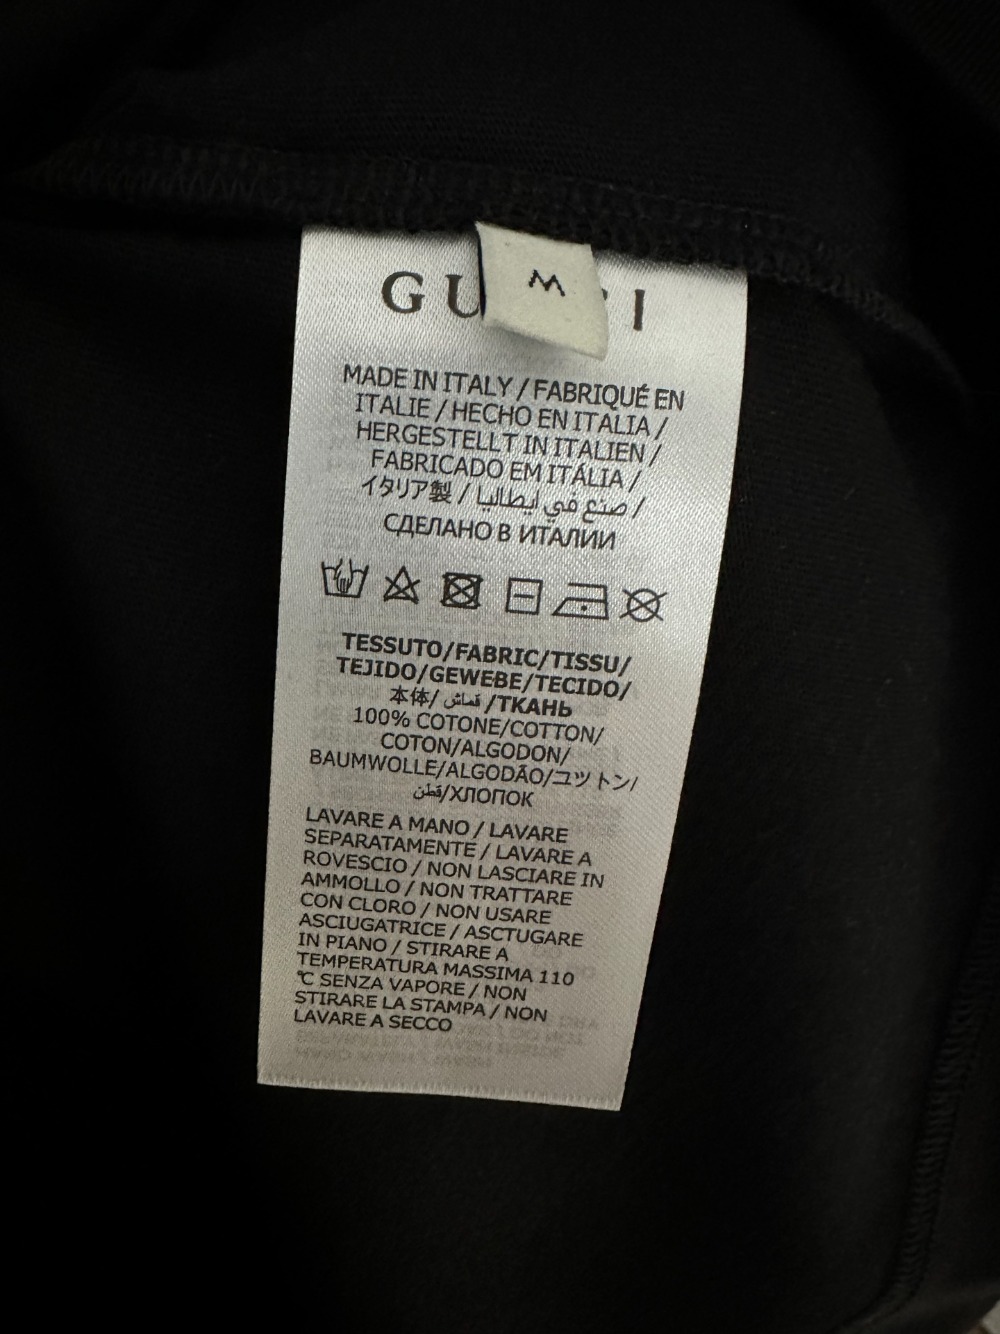 GU I
M
MADE IN ITALY / FABRIQUÉ EN
ITALIE / HECHO EN ITALIA /
HERGESTELLT IN ITALIEN /
FABRICADO EM ITÁLIA /
イタリア製 / صنع في ايطاليا /
СДЕЛАНО В ИТАЛИИ
TESSUTO/FABRIC/TISSU/
TEJIDO/GEWEBE/TECIDO/
本体/ قماش /ТКАНЬ
100% COTONE/COTTON/
COTON/ALGODON/
BAUMWOLLE/ALGODÃO/ユットン/
قطن/ХЛОПОК
LAVARE A MANO / LAVARE
SEPARATAMENTE / LAVARE A
ROVESCIO / NON LASCIARE IN
AMMOLLO / NON TRATTARE
CON CLORO / NON USARE
ASCIUGATRICE / ASCTUGARE
IN PIANO / STIRARE A
TEMPERATURA MASSIMA 110
°C SENZA VAPORE / NON
STIRARE LA STAMPA / NON
LAVARE A SECCO